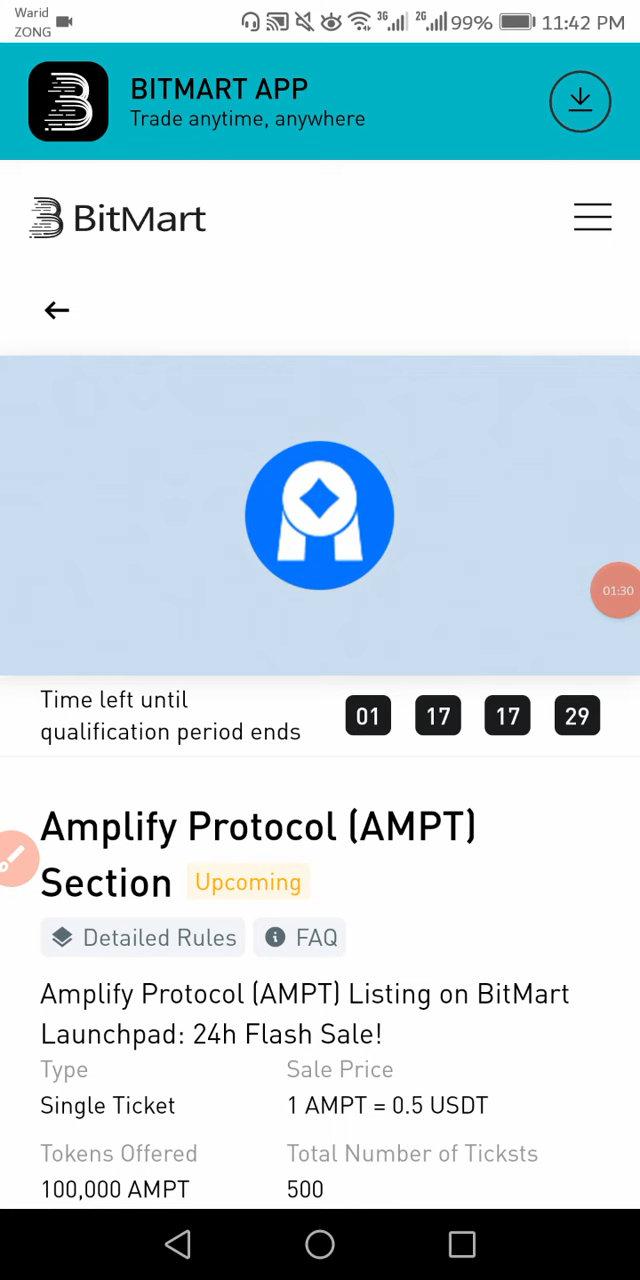 Warid
ZONG
3G
2G
99%
11:42 PM
BITMART APP
Trade anytime, anywhere
BitMart
01:30
Time left until
qualification period ends
01 17 17 29
Amplify Protocol (AMPT)
Section Upcoming
Detailed Rules FAQ
Amplify Protocol (AMPT) Listing on BitMart
Launchpad: 24h Flash Sale!
Type Sale Price
Single Ticket 1 AMPT = 0.5 USDT
Tokens Offered Total Number of Ticksts
100,000 AMPT 500